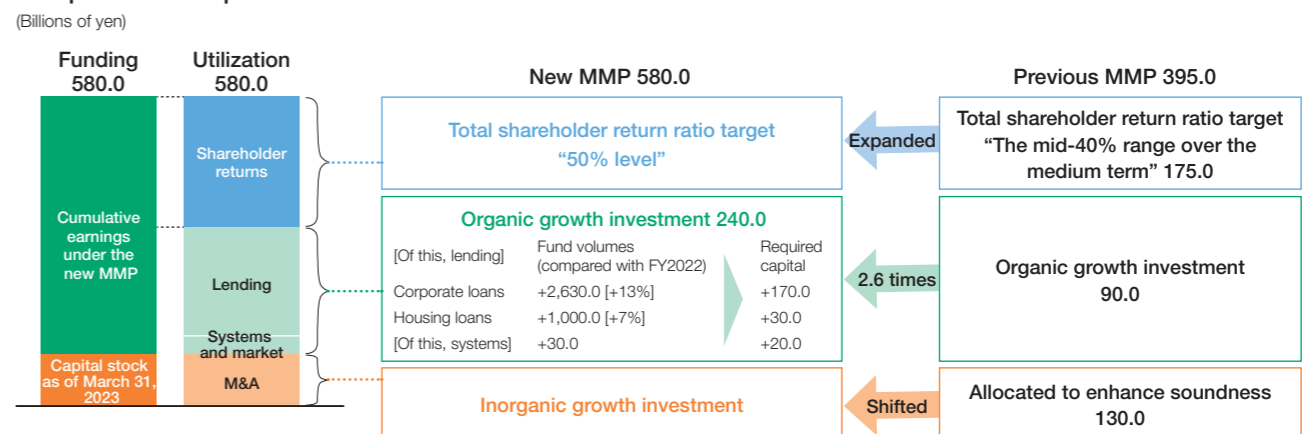 (Billions of yen)
Funding
580.0
Utilization
580.0
New MMP 580.0
Previous MMP 395.0
Cumulative
earnings
under the
new MMP
Capital stock
as of March 31,
2023
Shareholder
returns
Lending
Systems
and market
M&A
Total shareholder return ratio target
“50% level”
Expanded
Total shareholder return ratio target
“The mid-40% range over the
medium term” 175.0
Organic growth investment 240.0
[Of this, lending]
Fund volumes
(compared with FY2022)
Required
capital
Corporate loans +2,630.0 [+13%] +170.0
Housing loans +1,000.0 [+7%] +30.0
[Of this, systems] +30.0 +20.0
2.6 times
Organic growth investment
90.0
Inorganic growth investment
Shifted
Allocated to enhance soundness
130.0